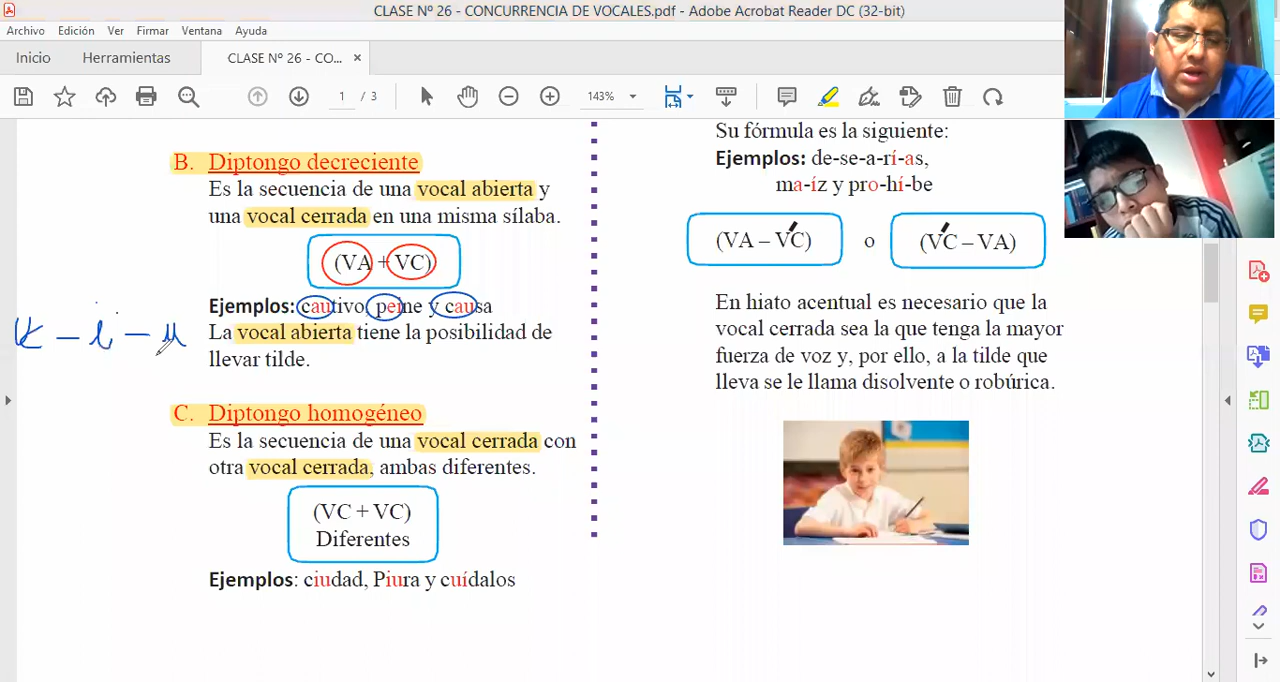 CLASE Nº 26 - CONCURRENCIA DE VOCALES.pdf - Adobe Acrobat Reader DC (32-bit)
Archivo Edición Ver Firmar Ventana Ayuda
Inicio Herramientas CLASE Nº 26 - CO... ×
1 / 3 143%
B. Diptongo decreciente
Es la secuencia de una vocal abierta y
una vocal cerrada en una misma sílaba.
(VA + VC)
Ejemplos: cautivo, peine y causa
La vocal abierta tiene la posibilidad de
llevar tilde.
C. Diptongo homogéneo
Es la secuencia de una vocal cerrada con
otra vocal cerrada, ambas diferentes.
(VC + VC)
Diferentes
Ejemplos: ciudad, Piura y cuídalos
Su fórmula es la siguiente:
Ejemplos: de-se-a-rí-as,
ma-íz y pro-hí-be
(VA – VĆ) o (VĆ – VA)
En hiato acentual es necesario que la
vocal cerrada sea la que tenga la mayor
fuerza de voz y, por ello, a la tilde que
lleva se le llama disolvente o robúrica.